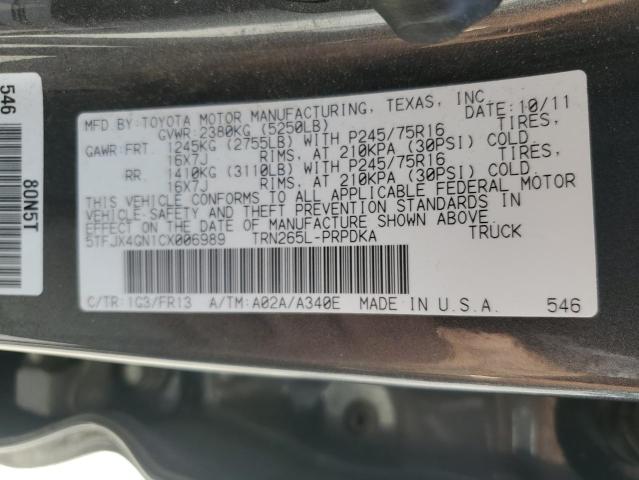 546
80N5T
MFD BY: TOYOTA MOTOR MANUFACTURING, TEXAS, INC.
GVWR: 2380KG (5250LB) DATE: 10/11
GAWR: FRT. 1245KG (2755LB) WITH P245/75R16 TIRES,
16X7J RIMS, AT 210KPA (30PSI) COLD
RR. 1410KG (3110LB) WITH P245/75R16 TIRES,
16X7J RIMS, AT 210KPA (30PSI) COLD
THIS VEHICLE CONFORMS TO ALL APPLICABLE FEDERAL MOTOR
VEHICLE SAFETY AND THEFT PREVENTION STANDARDS IN
EFFECT ON THE DATE OF MANUFACTURE SHOWN ABOVE.
5TFJX4GN1CX006989 TRN265L-PRPDKA TRUCK
C/TR: 1G3/FR13 A/TM: A02A/A340E MADE IN U.S.A. 546